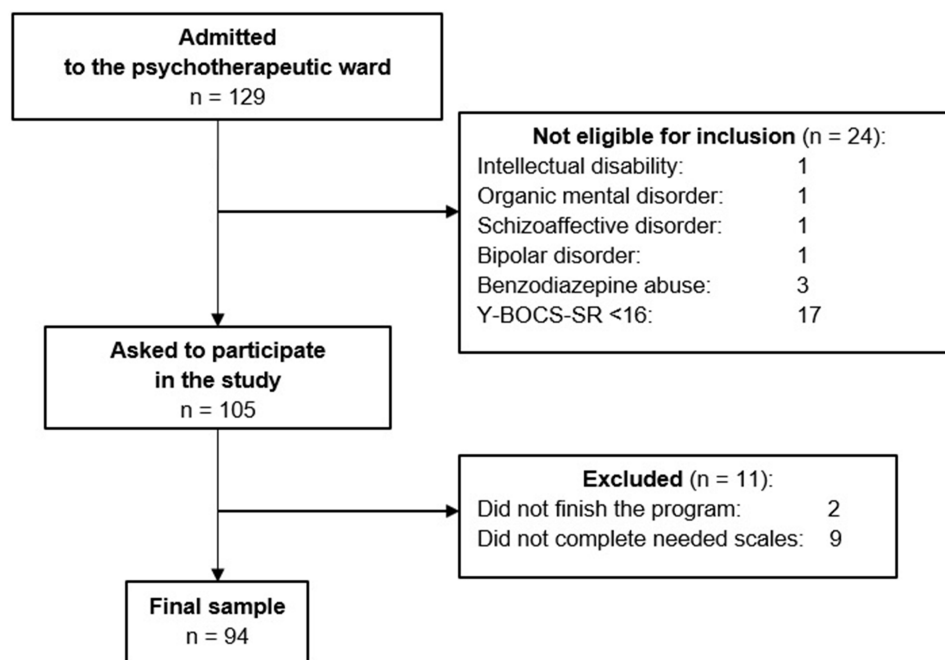 Admitted
to the psychotherapeutic ward
n = 129
Not eligible for inclusion (n = 24):
Intellectual disability: 1
Organic mental disorder: 1
Schizoaffective disorder: 1
Bipolar disorder: 1
Benzodiazepine abuse: 3
Y-BOCS-SR <16: 17
Asked to participate
in the study
n = 105
Excluded (n = 11):
Did not finish the program: 2
Did not complete needed scales: 9
Final sample
n = 94